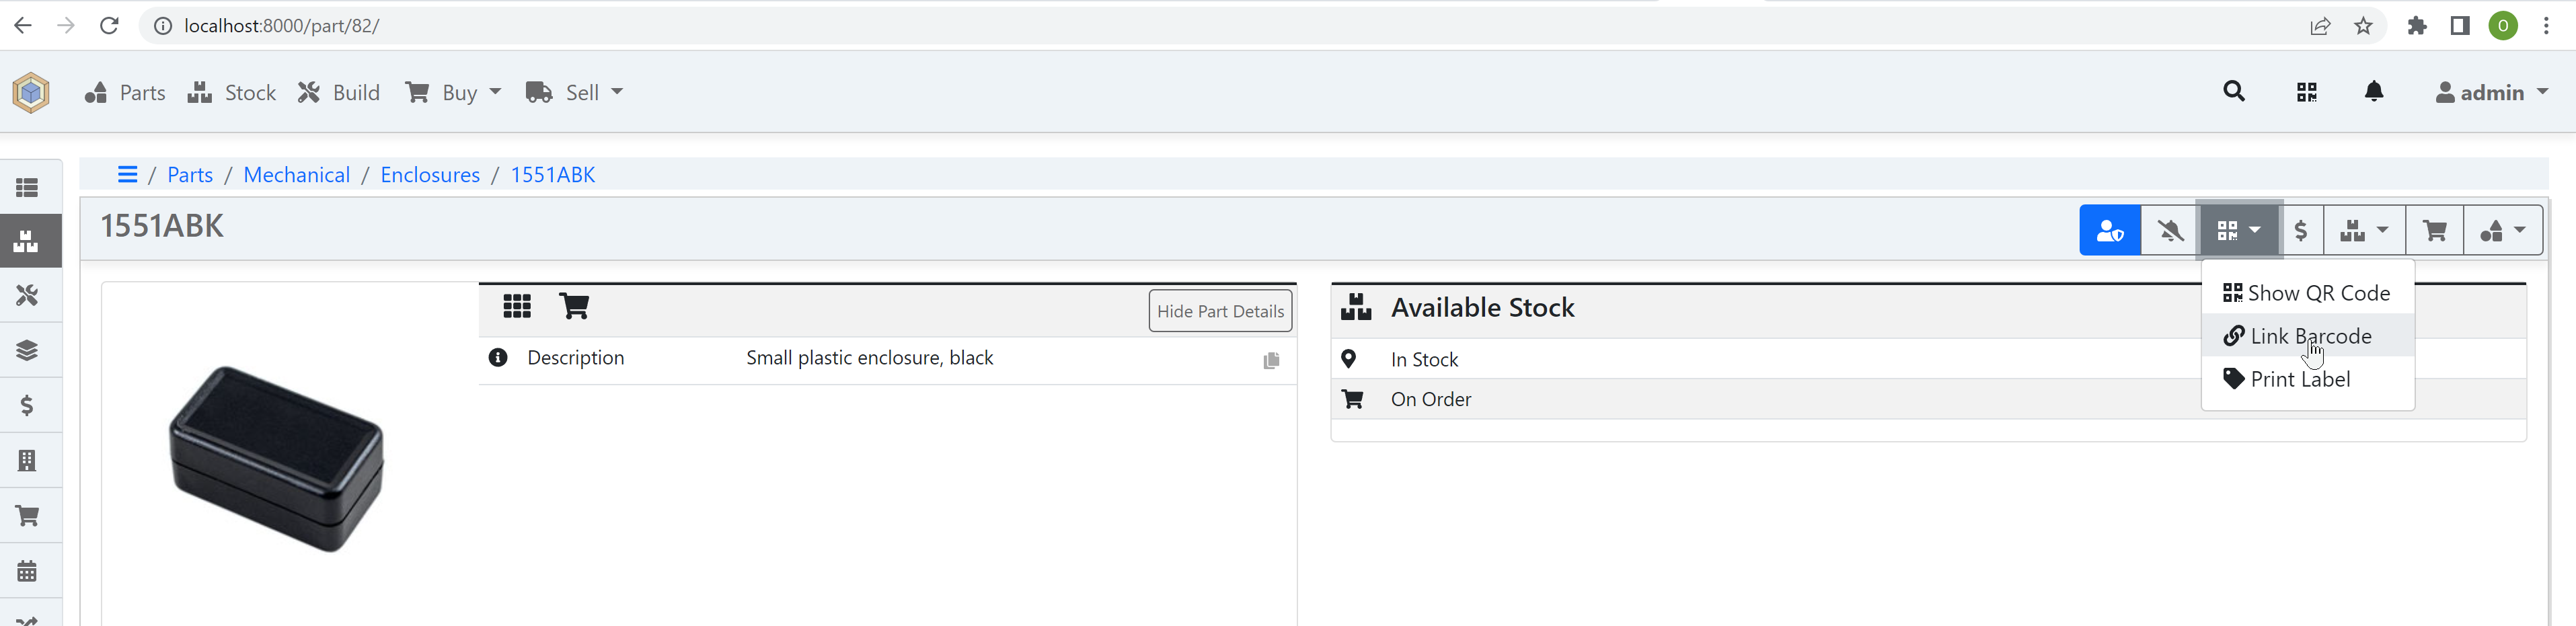 localhost:8000/part/82/
O
Parts Stock Build Buy Sell admin
/ Parts / Mechanical / Enclosures / 1551ABK
1551ABK
Show QR Code
Link Barcode
Print Label
Hide Part Details
Description Small plastic enclosure, black
Available Stock
In Stock
On Order